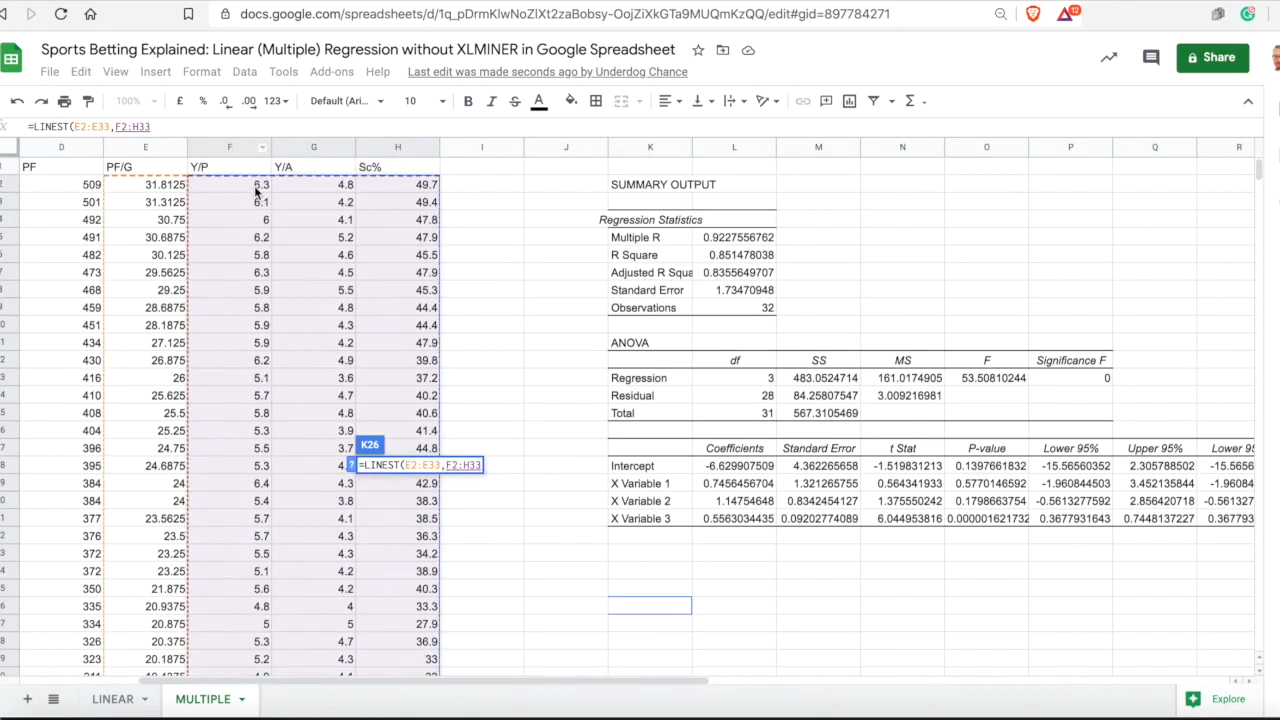 docs.google.com/spreadsheets/d/1q_pDrmKlwNoZlXt2zaBobsy-OojZiXkGTa9MUQmKzQQ/edit#gid=897784271 12
Sports Betting Explained: Linear (Multiple) Regression without XLMINER in Google Spreadsheet
Share
File Edit View Insert Format Data Tools Add-ons Help Last edit was made seconds ago by Underdog Chance
100% £ % .0 .00 123 Default (Ari... 10 B I S A
=LINEST(E2:E33,F2:H33
D E F G H I J K L M N O P Q R
PF PF/G Y/P Y/A Sc%
509 31.8125 6.3 4.8 49.7 SUMMARY OUTPUT
501 31.3125 6.1 4.2 49.4
492 30.75 6 4.1 47.8 Regression Statistics
491 30.6875 6.2 5.2 47.9 Multiple R 0.9227556762
482 30.125 5.8 4.6 45.5 R Square 0.851478038
473 29.5625 6.3 4.5 47.9 Adjusted R Squa 0.8355649707
468 29.25 5.9 5.5 45.3 Standard Error 1.73470948
459 28.6875 5.8 4.8 44.4 Observations 32
451 28.1875 5.9 4.3 44.4
434 27.125 5.9 4.2 47.9 ANOVA
430 26.875 6.2 4.9 39.8 df SS MS F Significance F
416 26 5.1 3.6 37.2 Regression 3 483.0524714 161.0174905 53.50810244 0
410 25.625 5.7 4.7 40.2 Residual 28 84.25807547 3.009216981
408 25.5 5.8 4.8 40.6 Total 31 567.3105469
404 25.25 5.3 3.9 41.4
396 24.75 5.5 3.7 K26 44.8 Coefficients Standard Error t Stat P-value Lower 95% Upper 95% Lower 95
395 24.6875 5.3 4. ? =LINEST(E2:E33,F2:H33 Intercept -6.629907509 4.362265658 -1.519831213 0.1397661832 -15.56560352 2.305788502 -15.5656
384 24 6.4 4.3 42.9 X Variable 1 0.7456456704 1.321265755 0.564341933 0.5770146592 -1.960844503 3.452135844 -1.96084
384 24 5.4 3.8 38.3 X Variable 2 1.14754648 0.8342454127 1.375550242 0.1798663754 -0.5613277592 2.856420718 -0.561327
377 23.5625 5.7 4.1 38.5 X Variable 3 0.5563034435 0.09202774089 6.044953816 0.000001621732 0.3677931643 0.7448137227 0.367793
376 23.5 5.7 4.3 36.3
372 23.25 5.5 4.3 34.2
372 23.25 5.1 4.2 38.9
350 21.875 5.6 4.2 40.3
335 20.9375 4.8 4 33.3
334 20.875 5 5 27.9
326 20.375 5.3 4.7 36.9
323 20.1875 5.2 4.3 33
LINEAR MULTIPLE Explore